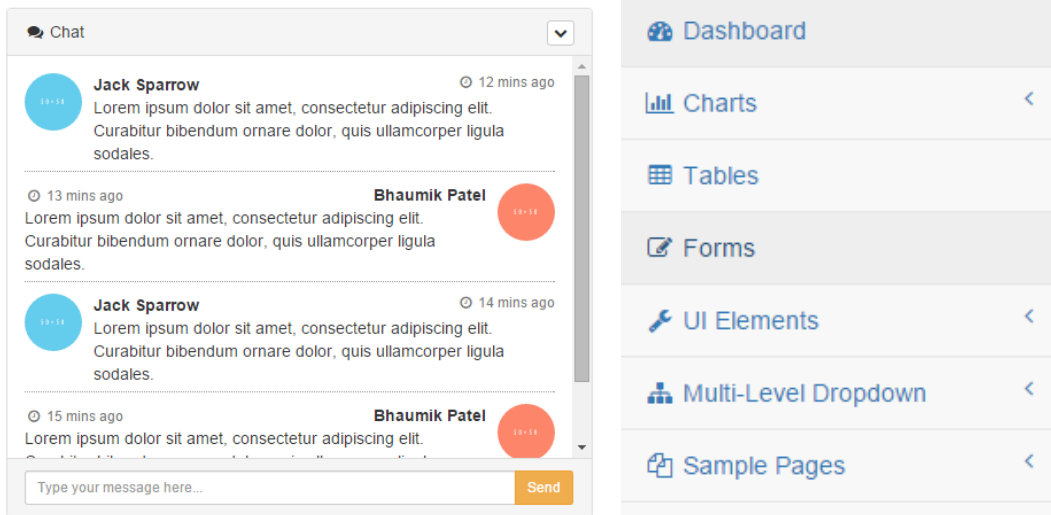 Chat
Jack Sparrow 12 mins ago
Lorem ipsum dolor sit amet, consectetur adipiscing elit.
Curabitur bibendum ornare dolor, quis ullamcorper ligula
sodales.
13 mins ago Bhaumik Patel
Lorem ipsum dolor sit amet, consectetur adipiscing elit.
Curabitur bibendum ornare dolor, quis ullamcorper ligula
sodales.
Jack Sparrow 14 mins ago
Lorem ipsum dolor sit amet, consectetur adipiscing elit.
Curabitur bibendum ornare dolor, quis ullamcorper ligula
sodales.
15 mins ago Bhaumik Patel
Lorem ipsum dolor sit amet, consectetur adipiscing elit.
Type your message here... Send
Dashboard
Charts
Tables
Forms
UI Elements
Multi-Level Dropdown
Sample Pages